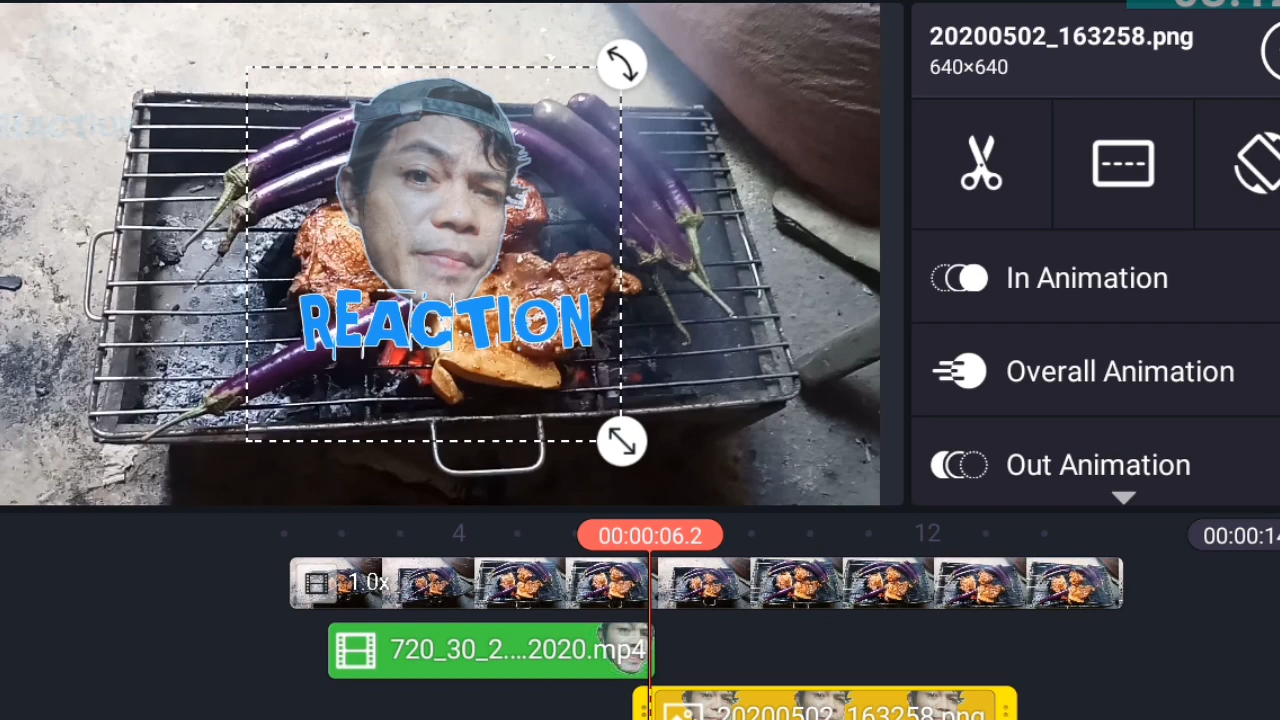 20200502_163258.png
640×640
REACTION
In Animation
Overall Animation
Out Animation
4
00:00:06.2
12
00:00:14
1.0x
720_30_2....2020.mp4
20200502_163258.png